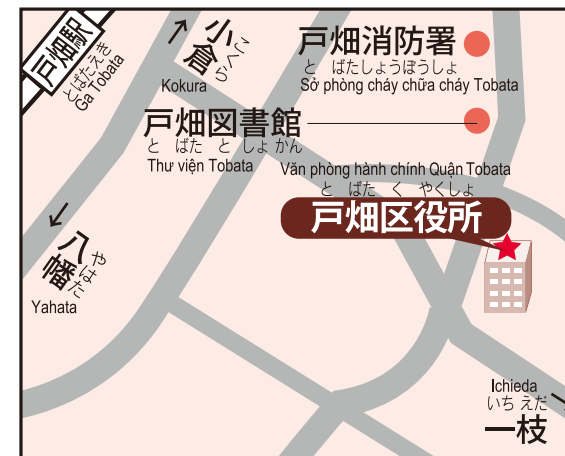 戸畑駅
とばたえき
Ga Tobata
小倉
こくら
Kokura
戸畑消防署
と ばたしょうぼうしょ
Sở phòng cháy chữa cháy Tobata
戸畑図書館
と ばた と しょ かん
Thư viện Tobata
Văn phòng hành chính Quận Tobata
と ばた く やくしょ
戸畑区役所
八幡
やはた
Yahata
Ichieda
いち えだ
一枝